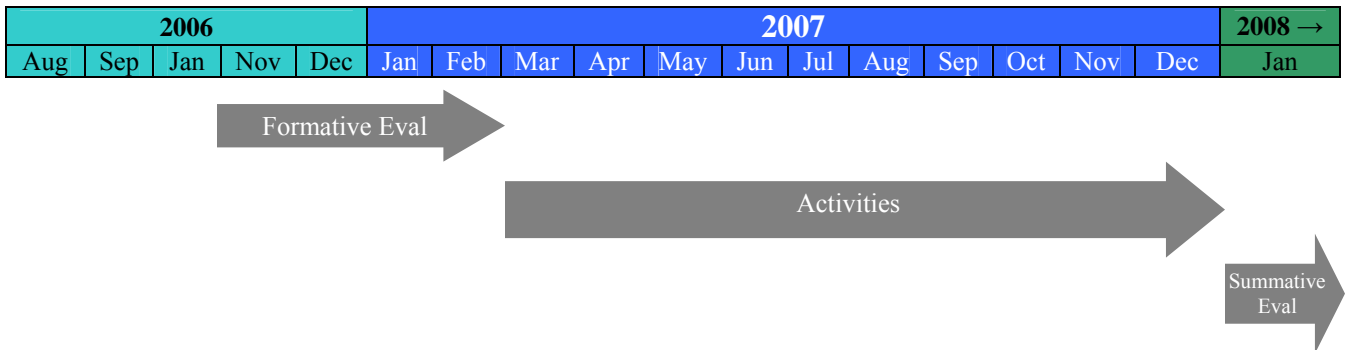 2006 2007 2008 →
Aug Sep Jan Nov Dec Jan Feb Mar Apr May Jun Jul Aug Sep Oct Nov Dec Jan
Formative Eval
Activities
Summative
Eval